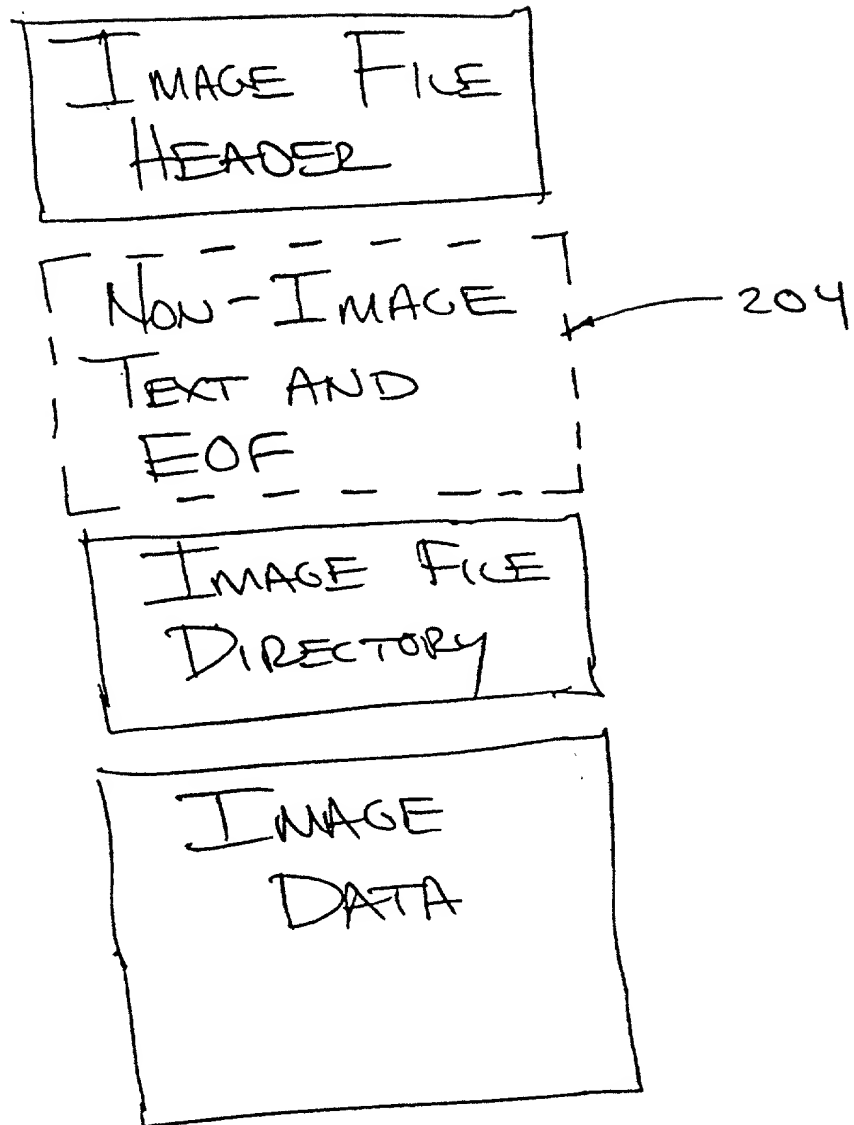 IMAGE FILE
HEADER
NON-IMAGE
TEXT AND
EOF
204
IMAGE FILE
DIRECTORY
IMAGE
DATA